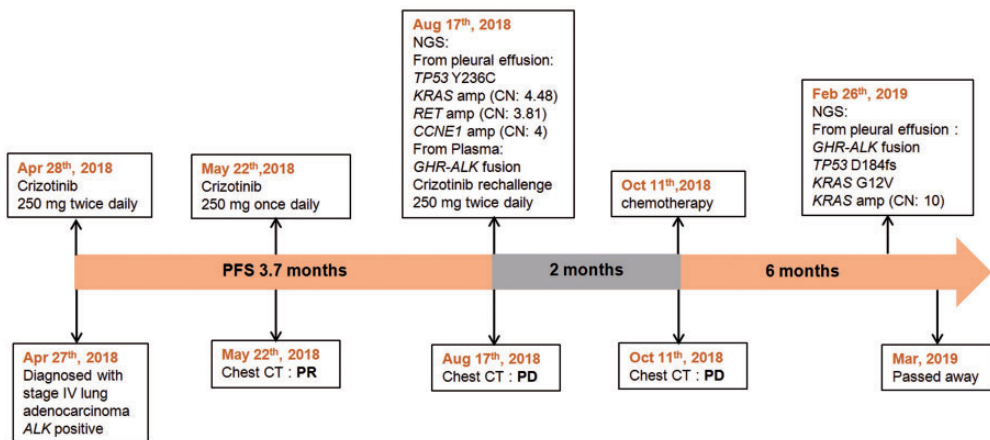 Apr 28th, 2018
Crizotinib
250 mg twice daily
May 22th,2018
Crizotinib
250 mg once daily
Aug 17th, 2018
NGS:
From pleural effusion:
TP53 Y236C
KRAS amp (CN: 4.48)
RET amp (CN: 3.81)
CCNE1 amp (CN: 4)
From Plasma:
GHR-ALK fusion
Crizotinib rechallenge
250 mg twice daily
Oct 11th,2018
chemotherapy
Feb 26th, 2019
NGS:
From pleural effusion :
GHR-ALK fusion
TP53 D184fs
KRAS G12V
KRAS amp (CN: 10)
PFS 3.7 months
2 months
6 months
Apr 27th, 2018
Diagnosed with
stage IV lung
adenocarcinoma
ALK positive
May 22th, 2018
Chest CT : PR
Aug 17th, 2018
Chest CT : PD
Oct 11th, 2018
Chest CT : PD
Mar, 2019
Passed away